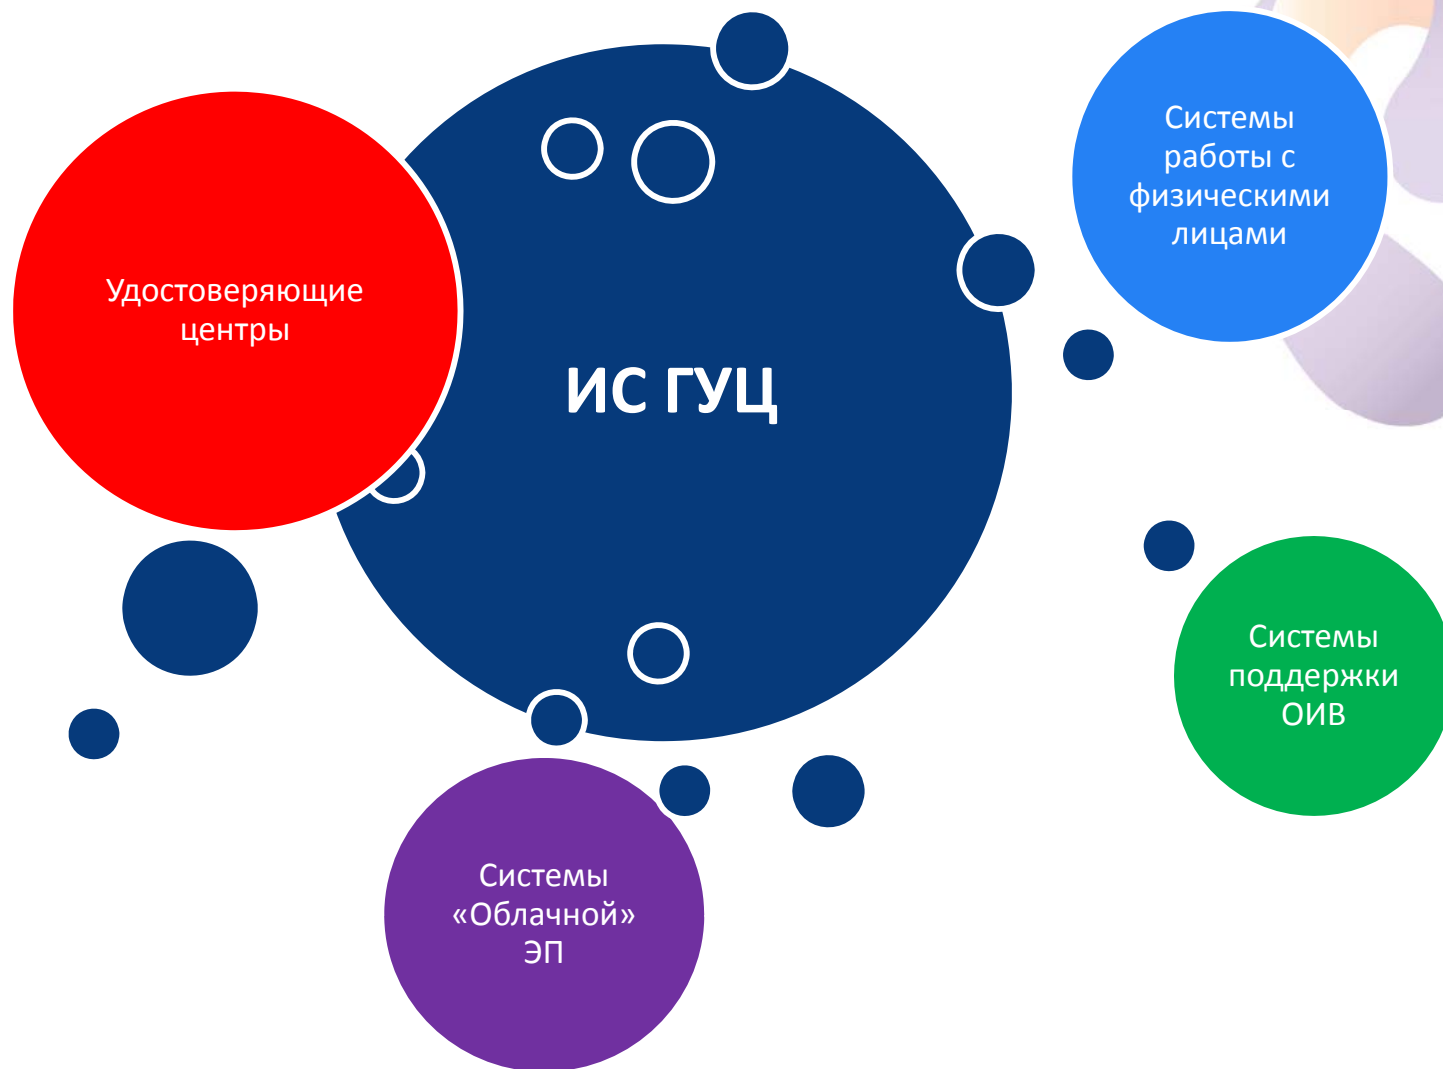 Системы
работы с
физическими
лицами
Удостоверяющие
центры
ИС ГУЦ
Системы
поддержки
ОИВ
Системы
«Облачной»
ЭП